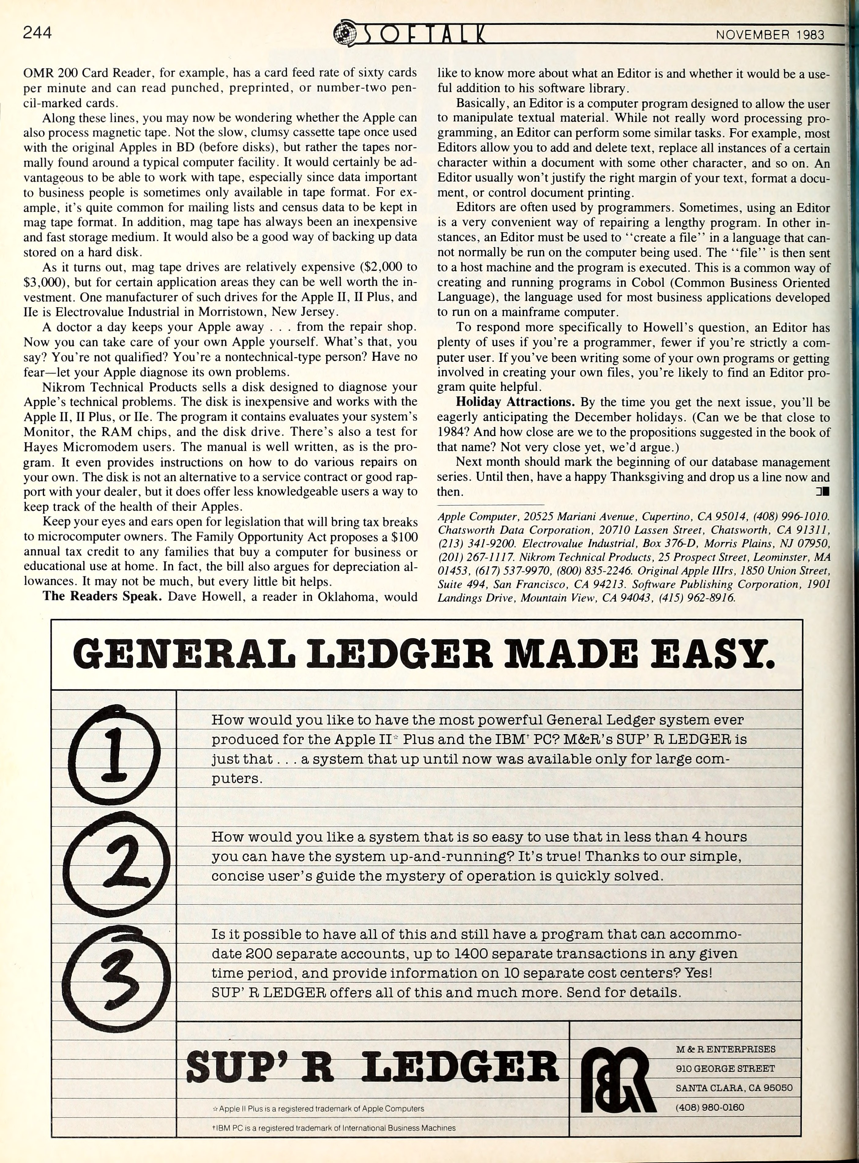 244
SOFTALK
NOVEMBER 1983
OMR 200 Card Reader, for example, has a card feed rate of sixty cards
per minute and can read punched, preprinted, or number-two pen-
cil-marked cards.
Along these lines, you may now be wondering whether the Apple can
also process magnetic tape. Not the slow, clumsy cassette tape once used
with the original Apples in BD (before disks), but rather the tapes nor-
mally found around a typical computer facility. It would certainly be ad-
vantageous to be able to work with tape, especially since data important
to business people is sometimes only available in tape format. For ex-
ample, it's quite common for mailing lists and census data to be kept in
mag tape format. In addition, mag tape has always been an inexpensive
and fast storage medium. It would also be a good way of backing up data
stored on a hard disk.
As it turns out, mag tape drives are relatively expensive ($2,000 to
$3,000), but for certain application areas they can be well worth the in-
vestment. One manufacturer of such drives for the Apple II, II Plus, and
IIe is Electrovalue Industrial in Morristown, New Jersey.
A doctor a day keeps your Apple away . . . from the repair shop.
Now you can take care of your own Apple yourself. What's that, you
say? You're not qualified? You're a nontechnical-type person? Have no
fear—let your Apple diagnose its own problems.
Nikrom Technical Products sells a disk designed to diagnose your
Apple's technical problems. The disk is inexpensive and works with the
Apple II, II Plus, or IIe. The program it contains evaluates your system's
Monitor, the RAM chips, and the disk drive. There's also a test for
Hayes Micromodem users. The manual is well written, as is the pro-
gram. It even provides instructions on how to do various repairs on
your own. The disk is not an alternative to a service contract or good rap-
port with your dealer, but it does offer less knowledgeable users a way to
keep track of the health of their Apples.
Keep your eyes and ears open for legislation that will bring tax breaks
to microcomputer owners. The Family Opportunity Act proposes a $100
annual tax credit to any families that buy a computer for business or
educational use at home. In fact, the bill also argues for depreciation al-
lowances. It may not be much, but every little bit helps.
The Readers Speak. Dave Howell, a reader in Oklahoma, would
like to know more about what an Editor is and whether it would be a use-
ful addition to his software library.
Basically, an Editor is a computer program designed to allow the user
to manipulate textual material. While not really word processing pro-
gramming, an Editor can perform some similar tasks. For example, most
Editors allow you to add and delete text, replace all instances of a certain
character within a document with some other character, and so on. An
Editor usually won't justify the right margin of your text, format a docu-
ment, or control document printing.
Editors are often used by programmers. Sometimes, using an Editor
is a very convenient way of repairing a lengthy program. In other in-
stances, an Editor must be used to "create a file" in a language that can-
not normally be run on the computer being used. The "file" is then sent
to a host machine and the program is executed. This is a common way of
creating and running programs in Cobol (Common Business Oriented
Language), the language used for most business applications developed
to run on a mainframe computer.
To respond more specifically to Howell's question, an Editor has
plenty of uses if you're a programmer, fewer if you're strictly a com-
puter user. If you've been writing some of your own programs or getting
involved in creating your own files, you're likely to find an Editor pro-
gram quite helpful.
Holiday Attractions. By the time you get the next issue, you'll be
eagerly anticipating the December holidays. (Can we be that close to
1984? And how close are we to the propositions suggested in the book of
that name? Not very close yet, we'd argue.)
Next month should mark the beginning of our database management
series. Until then, have a happy Thanksgiving and drop us a line now and
then.
Apple Computer, 20525 Mariani Avenue, Cupertino, CA 95014, (408) 996-1010.
Chatsworth Data Corporation, 20710 Lassen Street, Chatsworth, CA 91311,
(213) 341-9200. Electrovalue Industrial, Box 376-D, Morris Plains, NJ 07950,
(201) 267-1117. Nikrom Technical Products, 25 Prospect Street, Leominster, MA
01453, (617) 537-9970, (800) 835-2246. Original Apple IIIrs, 1850 Union Street,
Suite 494, San Francisco, CA 94213. Software Publishing Corporation, 1901
Landings Drive, Mountain View, CA 94043, (415) 962-8916.
GENERAL LEDGER MADE EASY.
1
How would you like to have the most powerful General Ledger system ever
produced for the Apple II☆ Plus and the IBM† PC? M&R's SUP' R LEDGER is
just that . . . a system that up until now was available only for large com-
puters.
2
How would you like a system that is so easy to use that in less than 4 hours
you can have the system up-and-running? It's true! Thanks to our simple,
concise user's guide the mystery of operation is quickly solved.
3
Is it possible to have all of this and still have a program that can accommo-
date 200 separate accounts, up to 1400 separate transactions in any given
time period, and provide information on 10 separate cost centers? Yes!
SUP' R LEDGER offers all of this and much more. Send for details.
SUP' R LEDGER
☆Apple II Plus is a registered trademark of Apple Computers
†IBM PC is a registered trademark of International Business Machines
M & R ENTERPRISES
910 GEORGE STREET
SANTA CLARA, CA 95050
(408) 980-0160